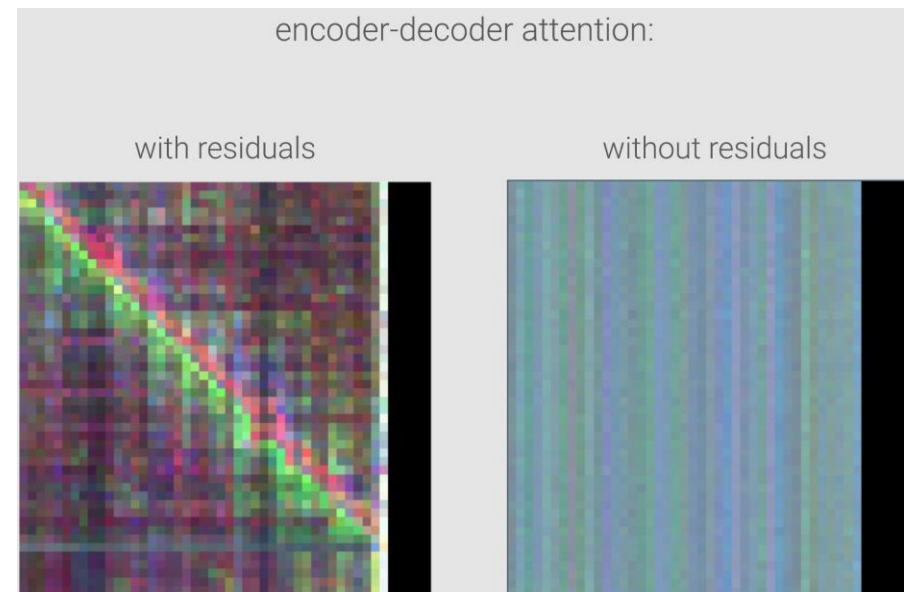 encoder-decoder attention:
with residuals
without residuals